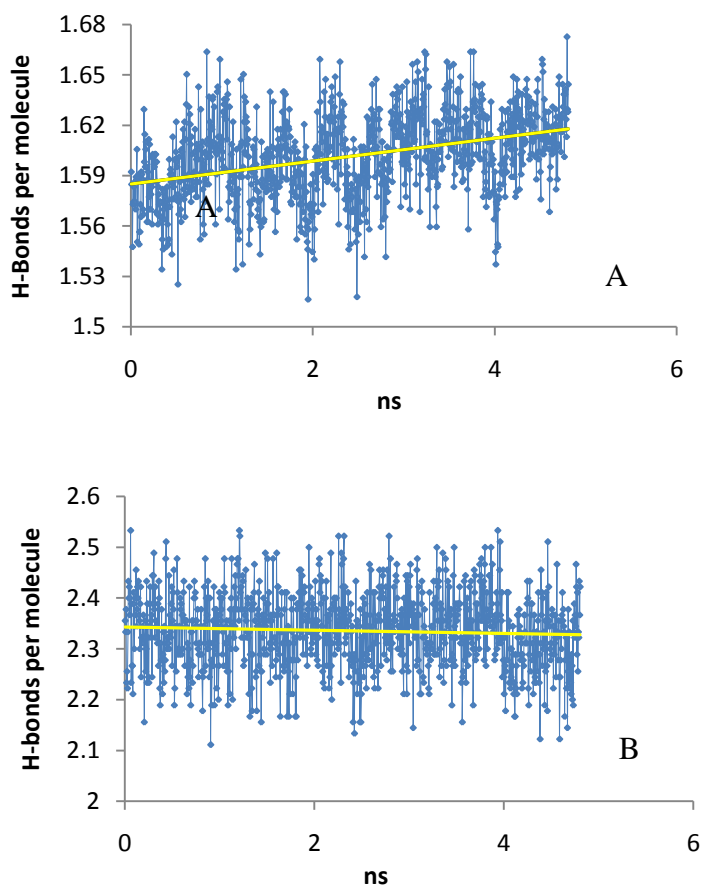 1.68
1.65
1.62
1.59
1.56
1.53
1.5
H-Bonds per molecule
A
A
0 2 4 6
ns
2.6
2.5
2.4
2.3
2.2
2.1
2
H-bonds per molecule
B
0 2 4 6
ns